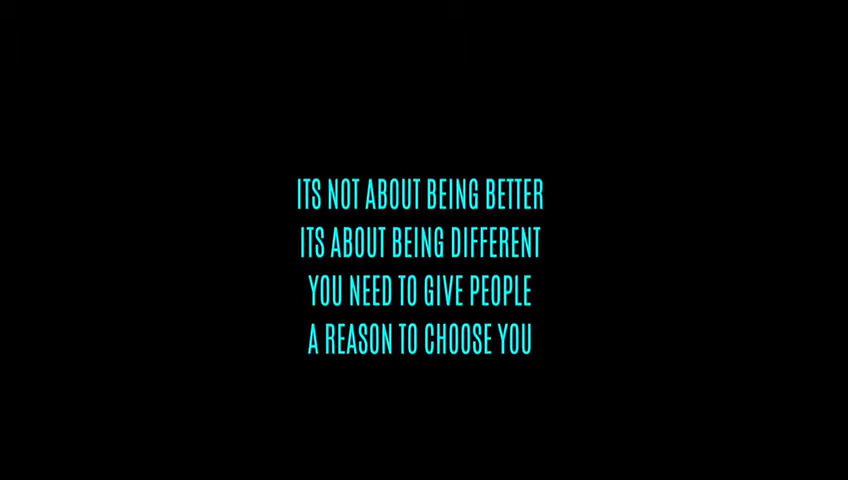 ITS NOT ABOUT BEING BETTER
ITS ABOUT BEING DIFFERENT
YOU NEED TO GIVE PEOPLE
A REASON TO CHOOSE YOU